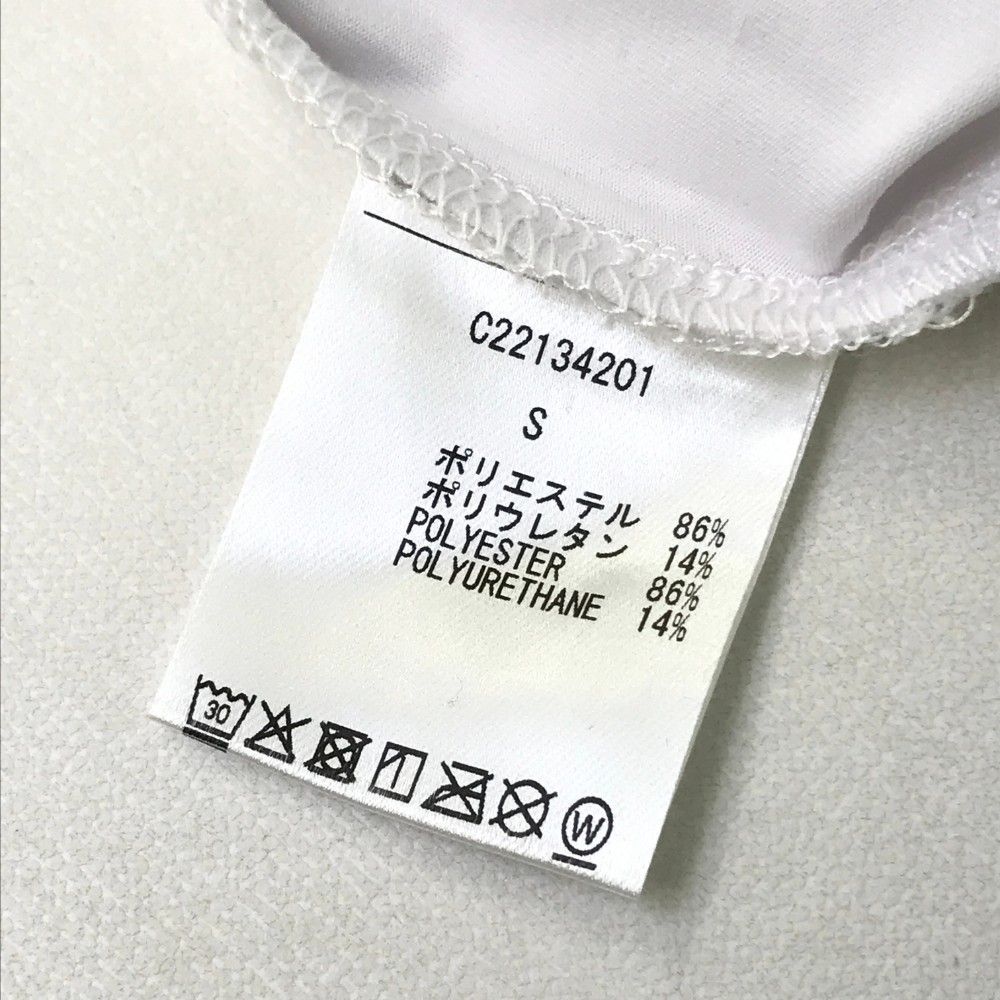 C22134201
S
ポリエステル 86%
ポリウレタン 14%
POLYESTER 86%
POLYURETHANE 14%
30
W